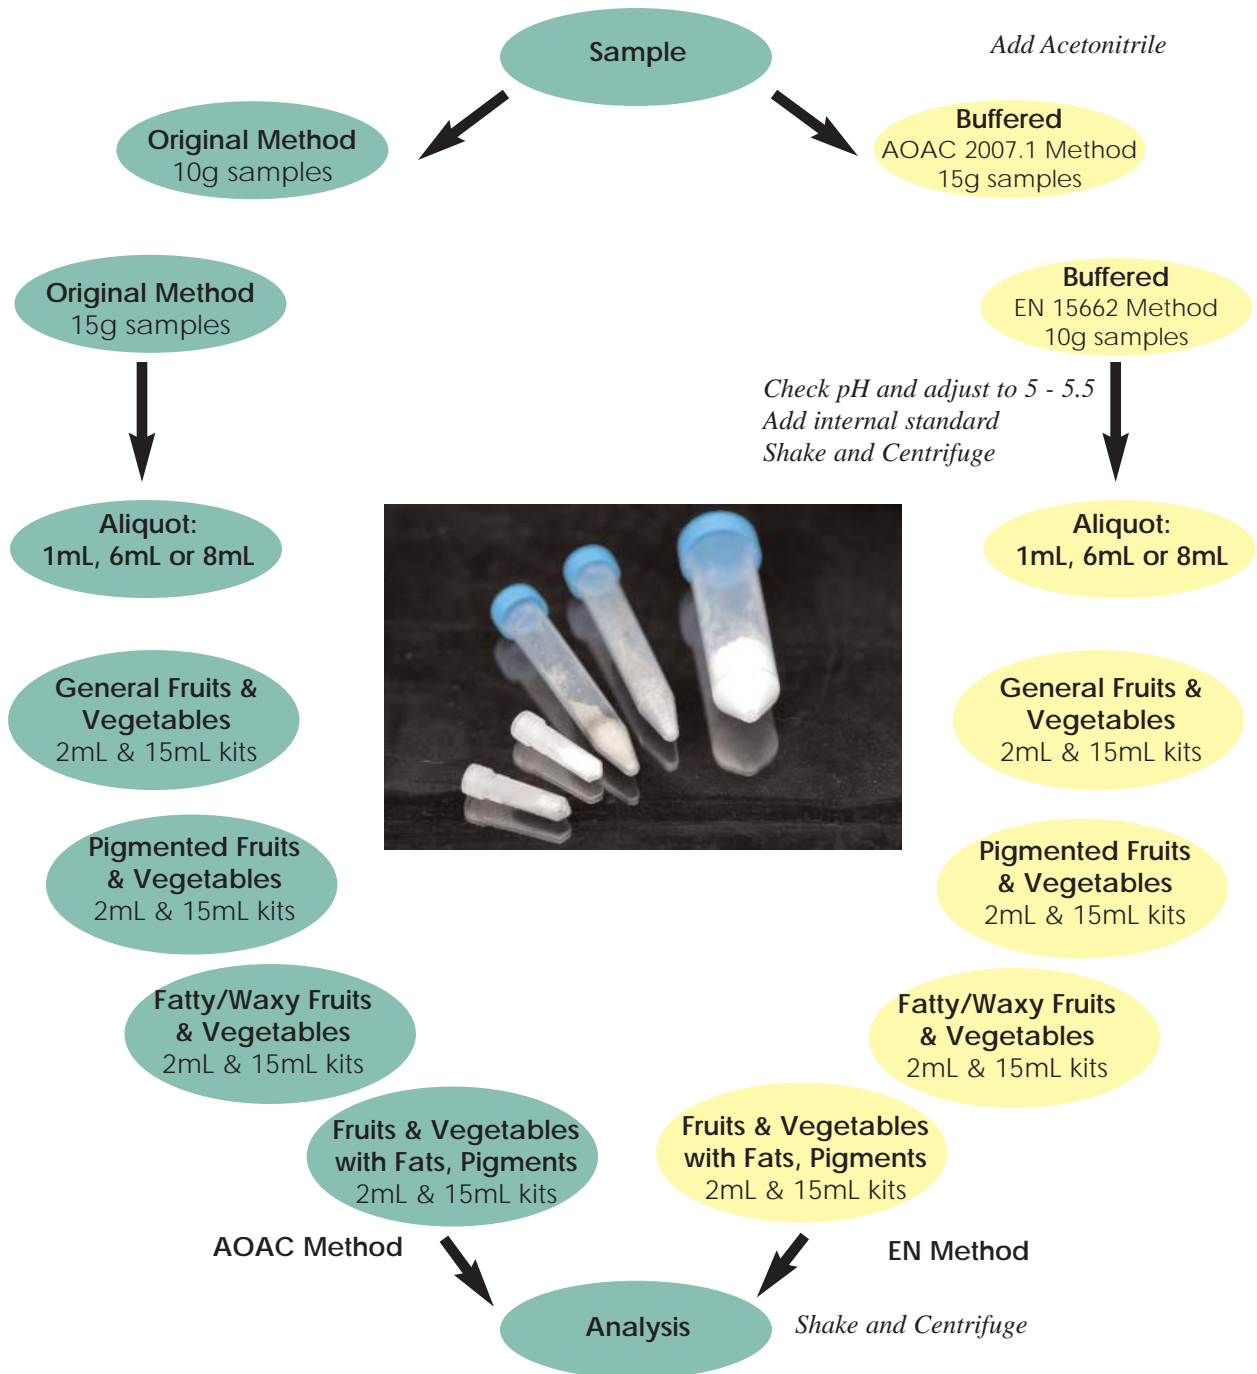 Sample
Add Acetonitrile
Original Method
10g samples
Buffered
AOAC 2007.1 Method
15g samples
Original Method
15g samples
Buffered
EN 15662 Method
10g samples
Check pH and adjust to 5 - 5.5
Add internal standard
Shake and Centrifuge
Aliquot:
1mL, 6mL or 8mL
Aliquot:
1mL, 6mL or 8mL
General Fruits &
Vegetables
2mL & 15mL kits
General Fruits &
Vegetables
2mL & 15mL kits
Pigmented Fruits
& Vegetables
2mL & 15mL kits
Pigmented Fruits
& Vegetables
2mL & 15mL kits
Fatty/Waxy Fruits
& Vegetables
2mL & 15mL kits
Fatty/Waxy Fruits
& Vegetables
2mL & 15mL kits
Fruits & Vegetables
with Fats, Pigments
2mL & 15mL kits
Fruits & Vegetables
with Fats, Pigments
2mL & 15mL kits
AOAC Method
EN Method
Analysis
Shake and Centrifuge